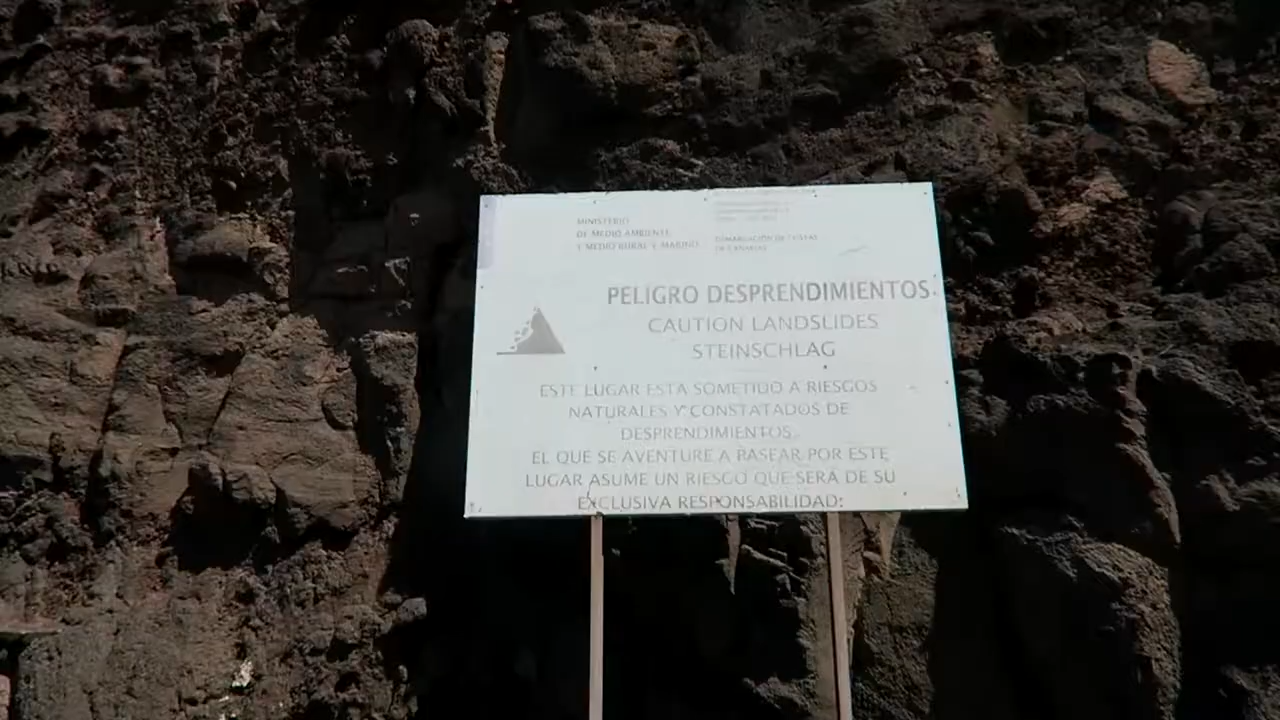 MINISTERIO
DE MEDIO AMBIENTE
Y MEDIO RURAL Y MARINO
DEMARCACIÓN DE COSTAS
DE CANARIAS
PELIGRO DESPRENDIMIENTOS
CAUTION LANDSLIDES
STEINSCHLAG
ESTE LUGAR ESTA SOMETIDO A RIESGOS
NATURALES Y CONSTATADOS DE
DESPRENDIMIENTOS.
EL QUE SE AVENTURE A PASEAR POR ESTE
LUGAR ASUME UN RIESGO QUE SERÁ DE SU
EXCLUSIVA RESPONSABILIDAD.